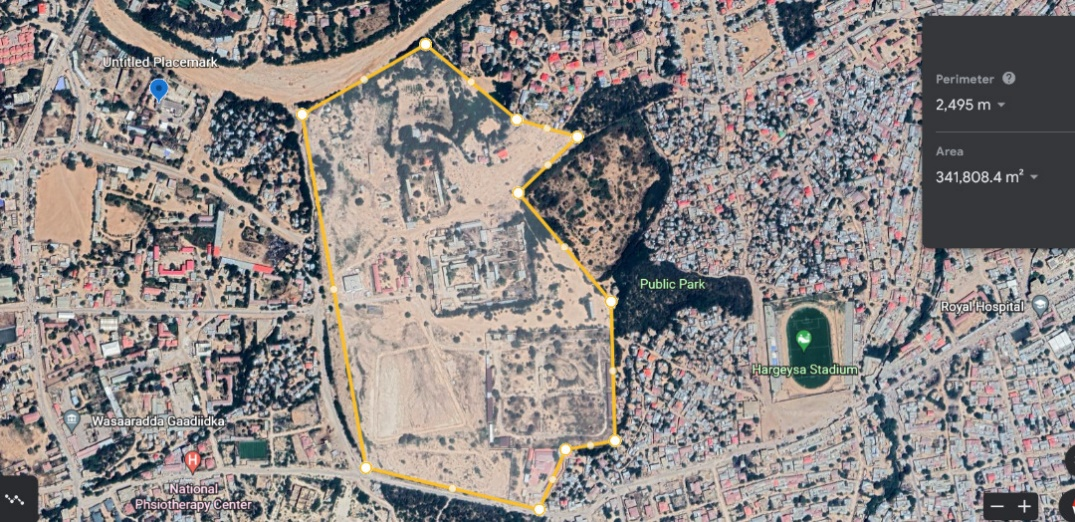 Untitled Placemark
Perimeter ?
2,495 m
Area
341,808.4 m²
Public Park
Royal Hospital
Hargeysa Stadium
Wasaaradda Gaadiidka
H
National
Phsiotherapy Center